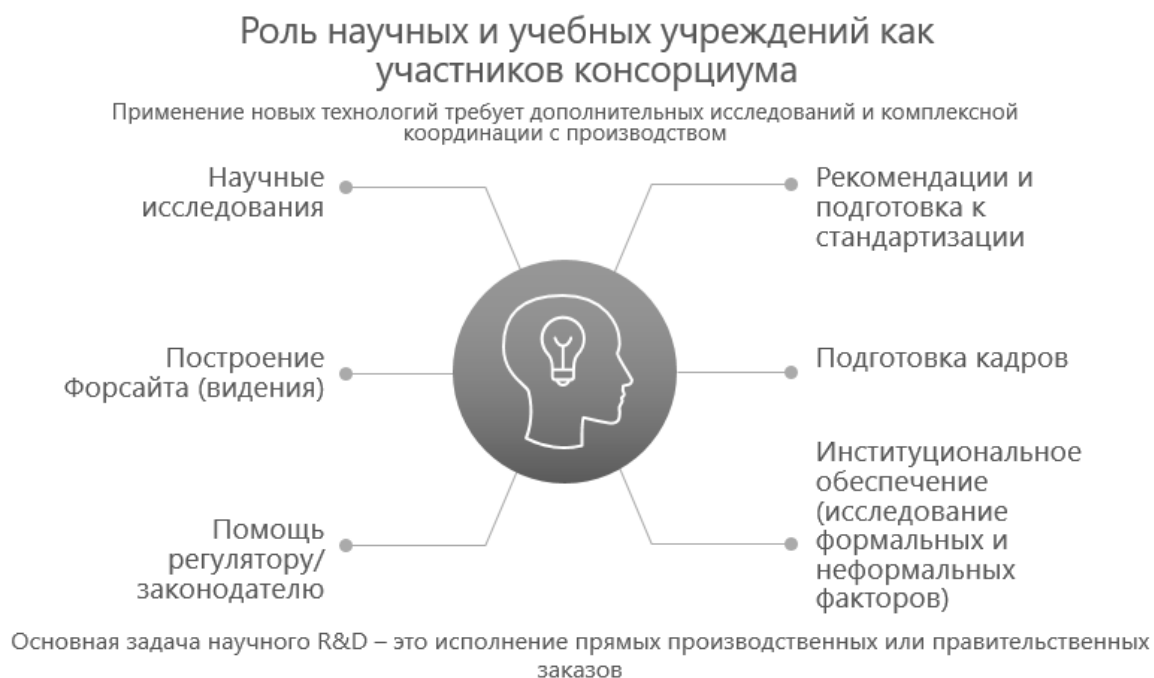 Роль научных и учебных учреждений как
участников консорциума
Применение новых технологий требует дополнительных исследований и комплексной
координации с производством
Научные
исследования
Построение
Форсайта (видения)
Помощь
регулятору/
законодателю
Рекомендации и
подготовка к
стандартизации
Подготовка кадров
Институциональное
обеспечение
(исследование
формальных и
неформальных
факторов)
Основная задача научного R&D – это исполнение прямых производственных или правительственных
заказов